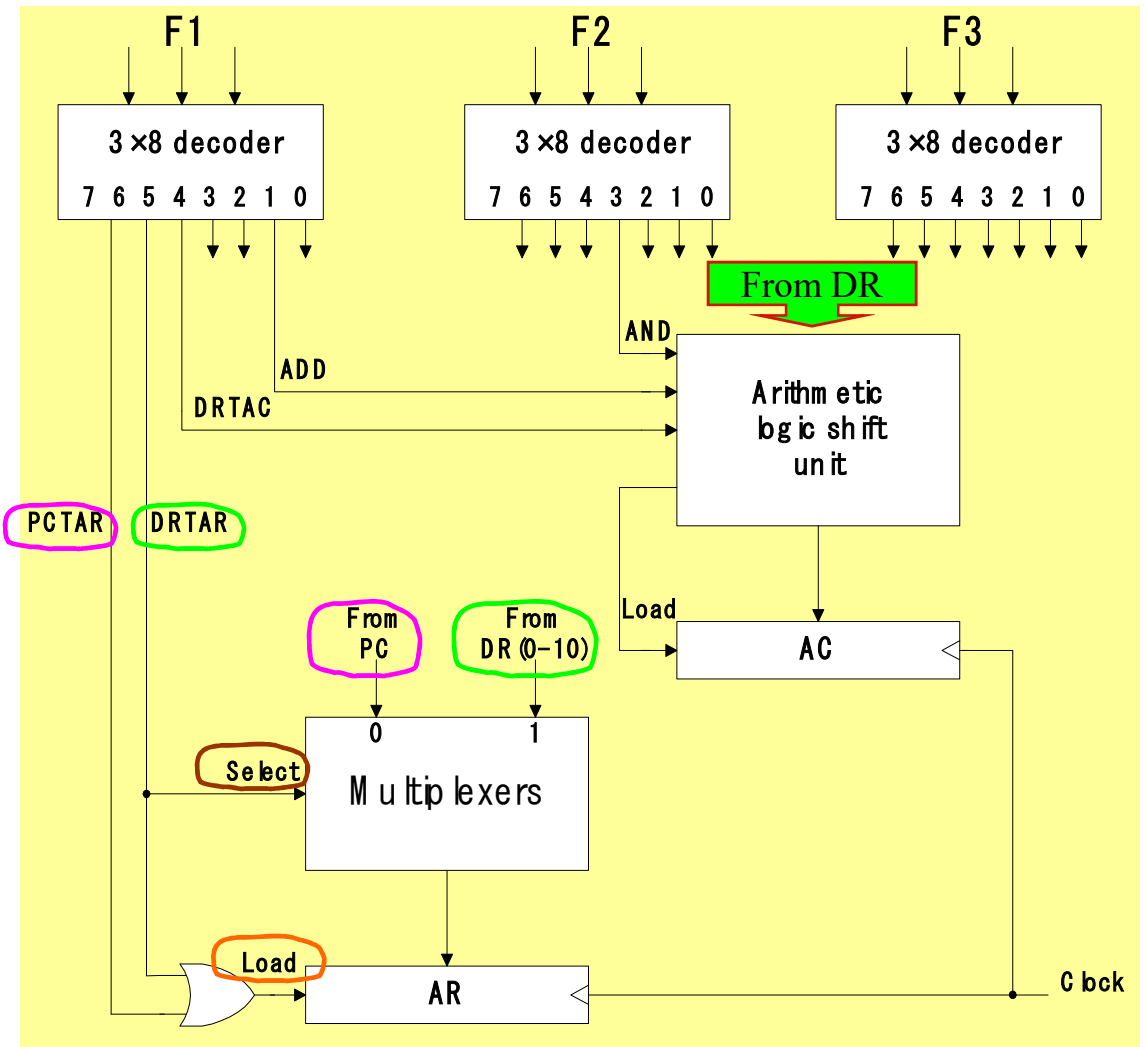 F1 F2 F3
3×8 decoder 3×8 decoder 3×8 decoder
7 6 5 4 3 2 1 0 7 6 5 4 3 2 1 0 7 6 5 4 3 2 1 0
From DR
AND
ADD
DRTAC
Arithmetic
logic shift
unit
PCTAR DRTAR
Load
From
PC
From
DR(0-10)
AC
0 1
Select
Multiplexers
Load
AR
Clock